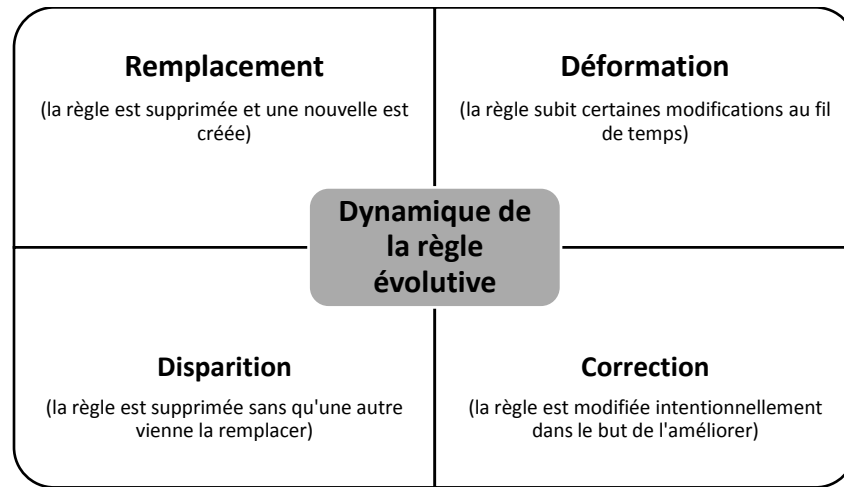 Remplacement
(la règle est supprimée et une nouvelle est
créée)
Déformation
(la règle subit certaines modifications au fil
de temps)
Dynamique de
la règle
évolutive
Disparition
(la règle est supprimée sans qu'une autre
vienne la remplacer)
Correction
(la règle est modifiée intentionnellement
dans le but de l'améliorer)